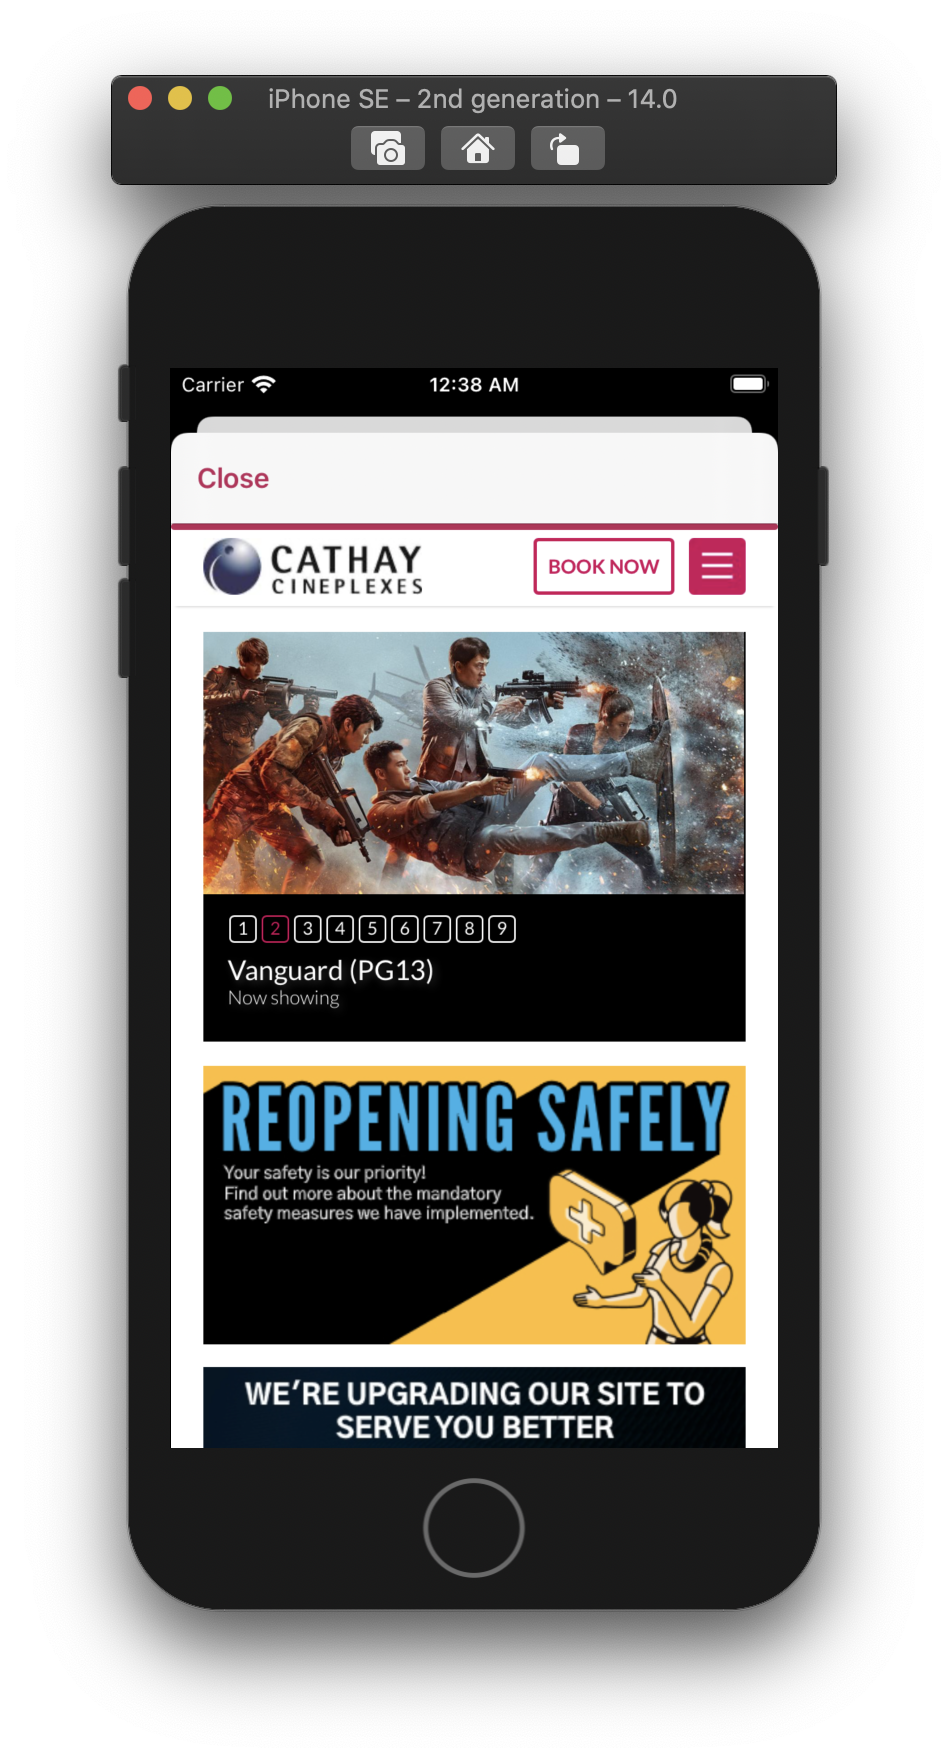 iPhone SE – 2nd generation – 14.0
Carrier 12:38 AM
Close
CATHAY
CINEPLEXES
BOOK NOW
1 2 3 4 5 6 7 8 9
Vanguard (PG13)
Now showing
REOPENING SAFELY
Your safety is our priority!
Find out more about the mandatory
safety measures we have implemented.
WE'RE UPGRADING OUR SITE TO
SERVE YOU BETTER